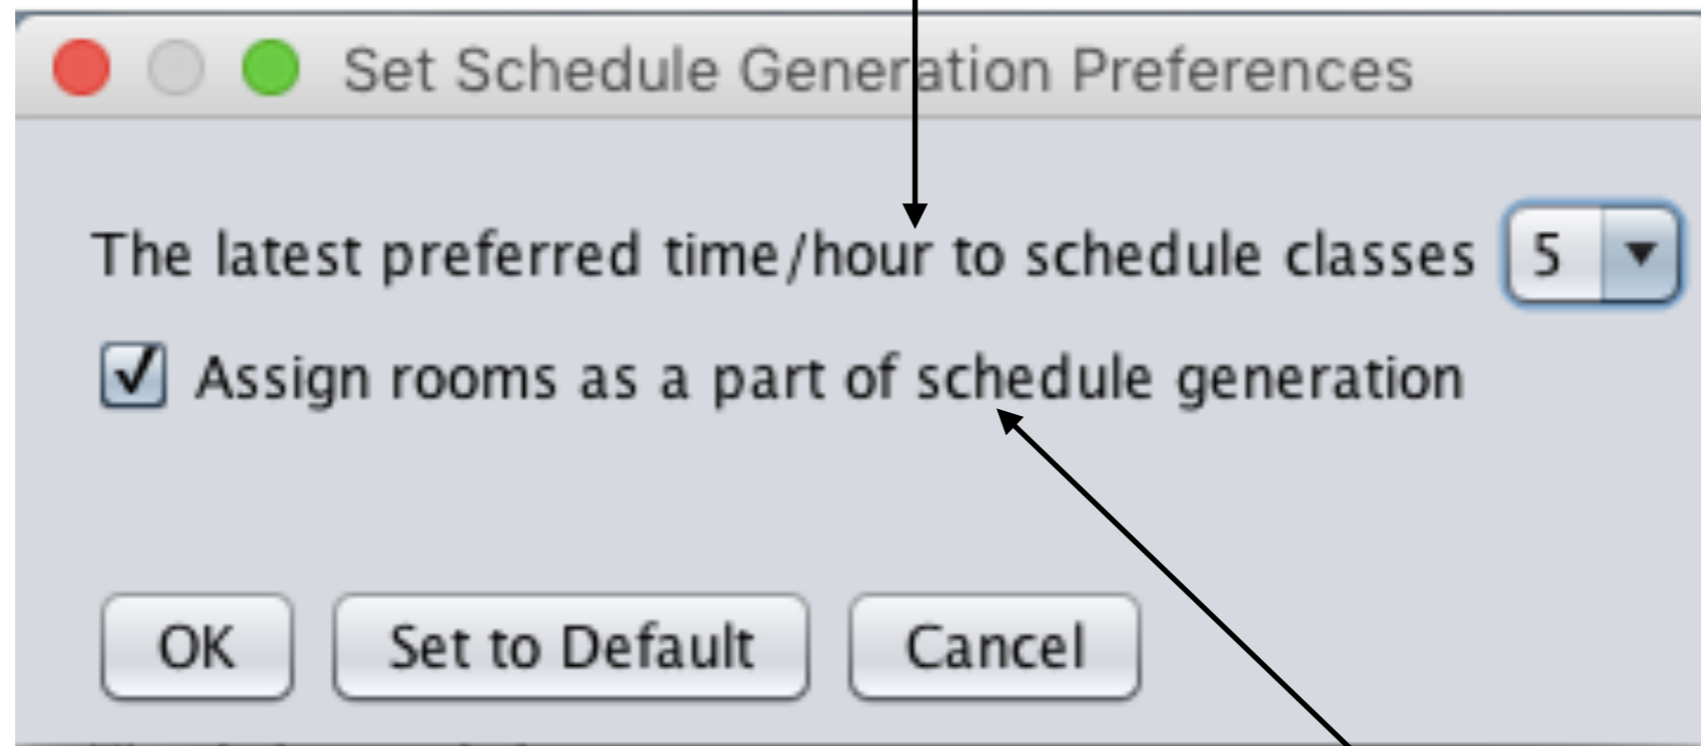 Set Schedule Generation Preferences
The latest preferred time/hour to schedule classes 5
Assign rooms as a part of schedule generation
OK Set to Default Cancel